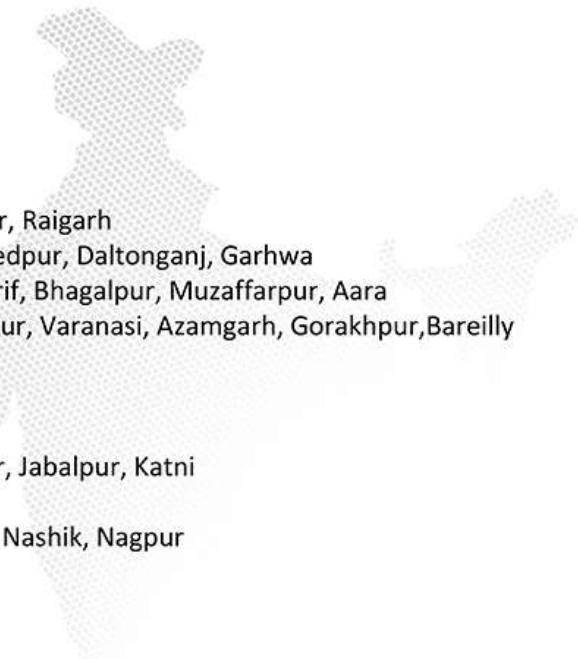 r, Raigarh
edpur, Daltonganj, Garhwa
rif, Bhagalpur, Muzaffarpur, Aara
ur, Varanasi, Azamgarh, Gorakhpur,Bareilly
r, Jabalpur, Katni
Nashik, Nagpur